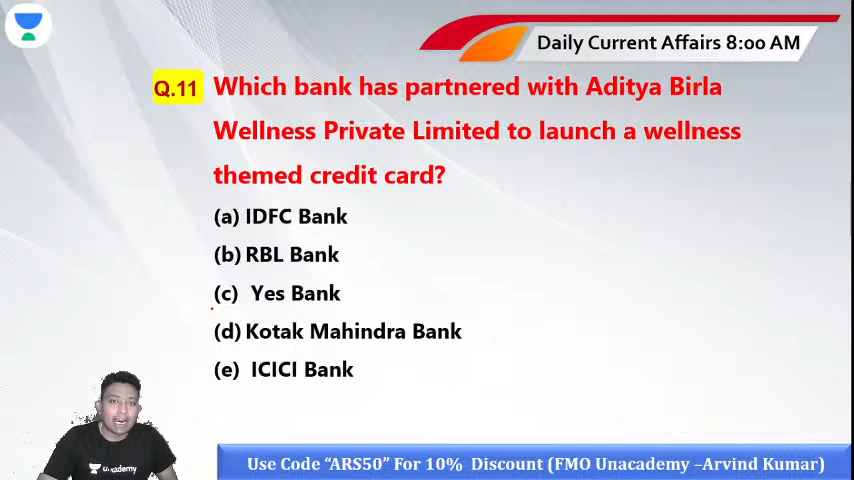 Daily Current Affairs 8:00 AM
Q.11 Which bank has partnered with Aditya Birla
Wellness Private Limited to launch a wellness
themed credit card?
(a) IDFC Bank
(b) RBL Bank
(c) Yes Bank
(d) Kotak Mahindra Bank
(e) ICICI Bank
unacademy
Use Code “ARS50” For 10% Discount (FMO Unacademy –Arvind Kumar)